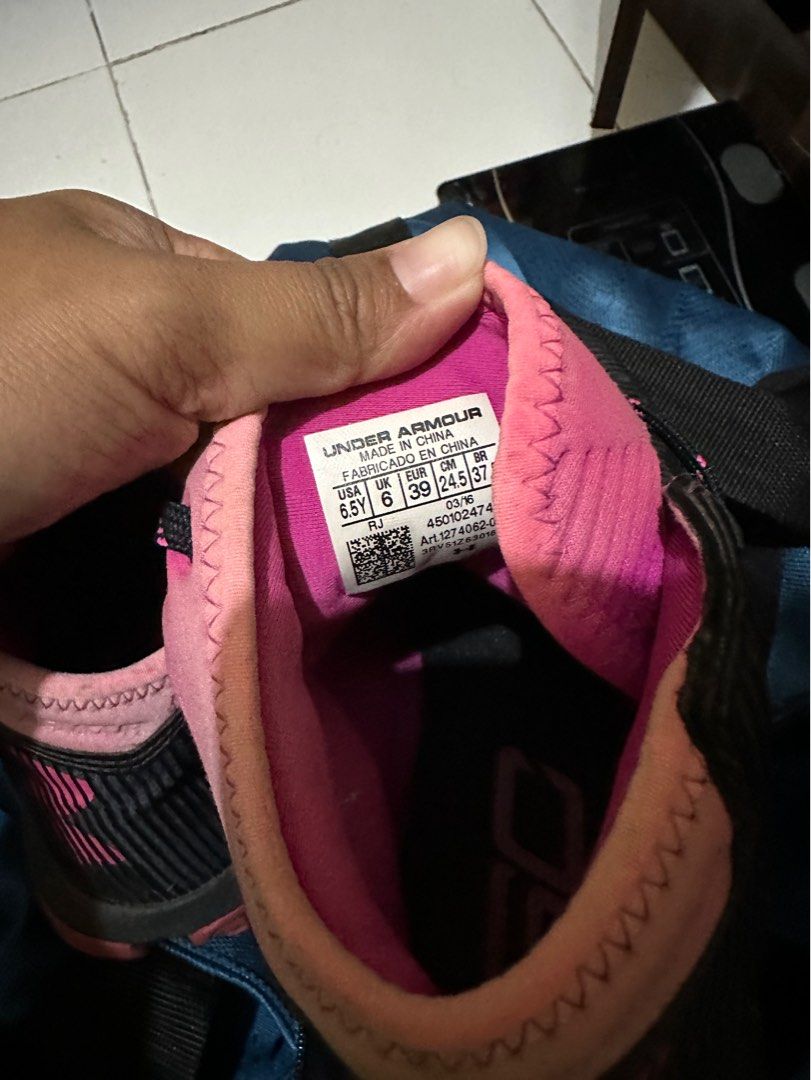 UNDER ARMOUR
MADE IN CHINA
FABRICADO EN CHINA
USA UK EUR CM BR
6.5Y 6 39 24.5 37
RJ 03/16
450102474
Art.1274062-0